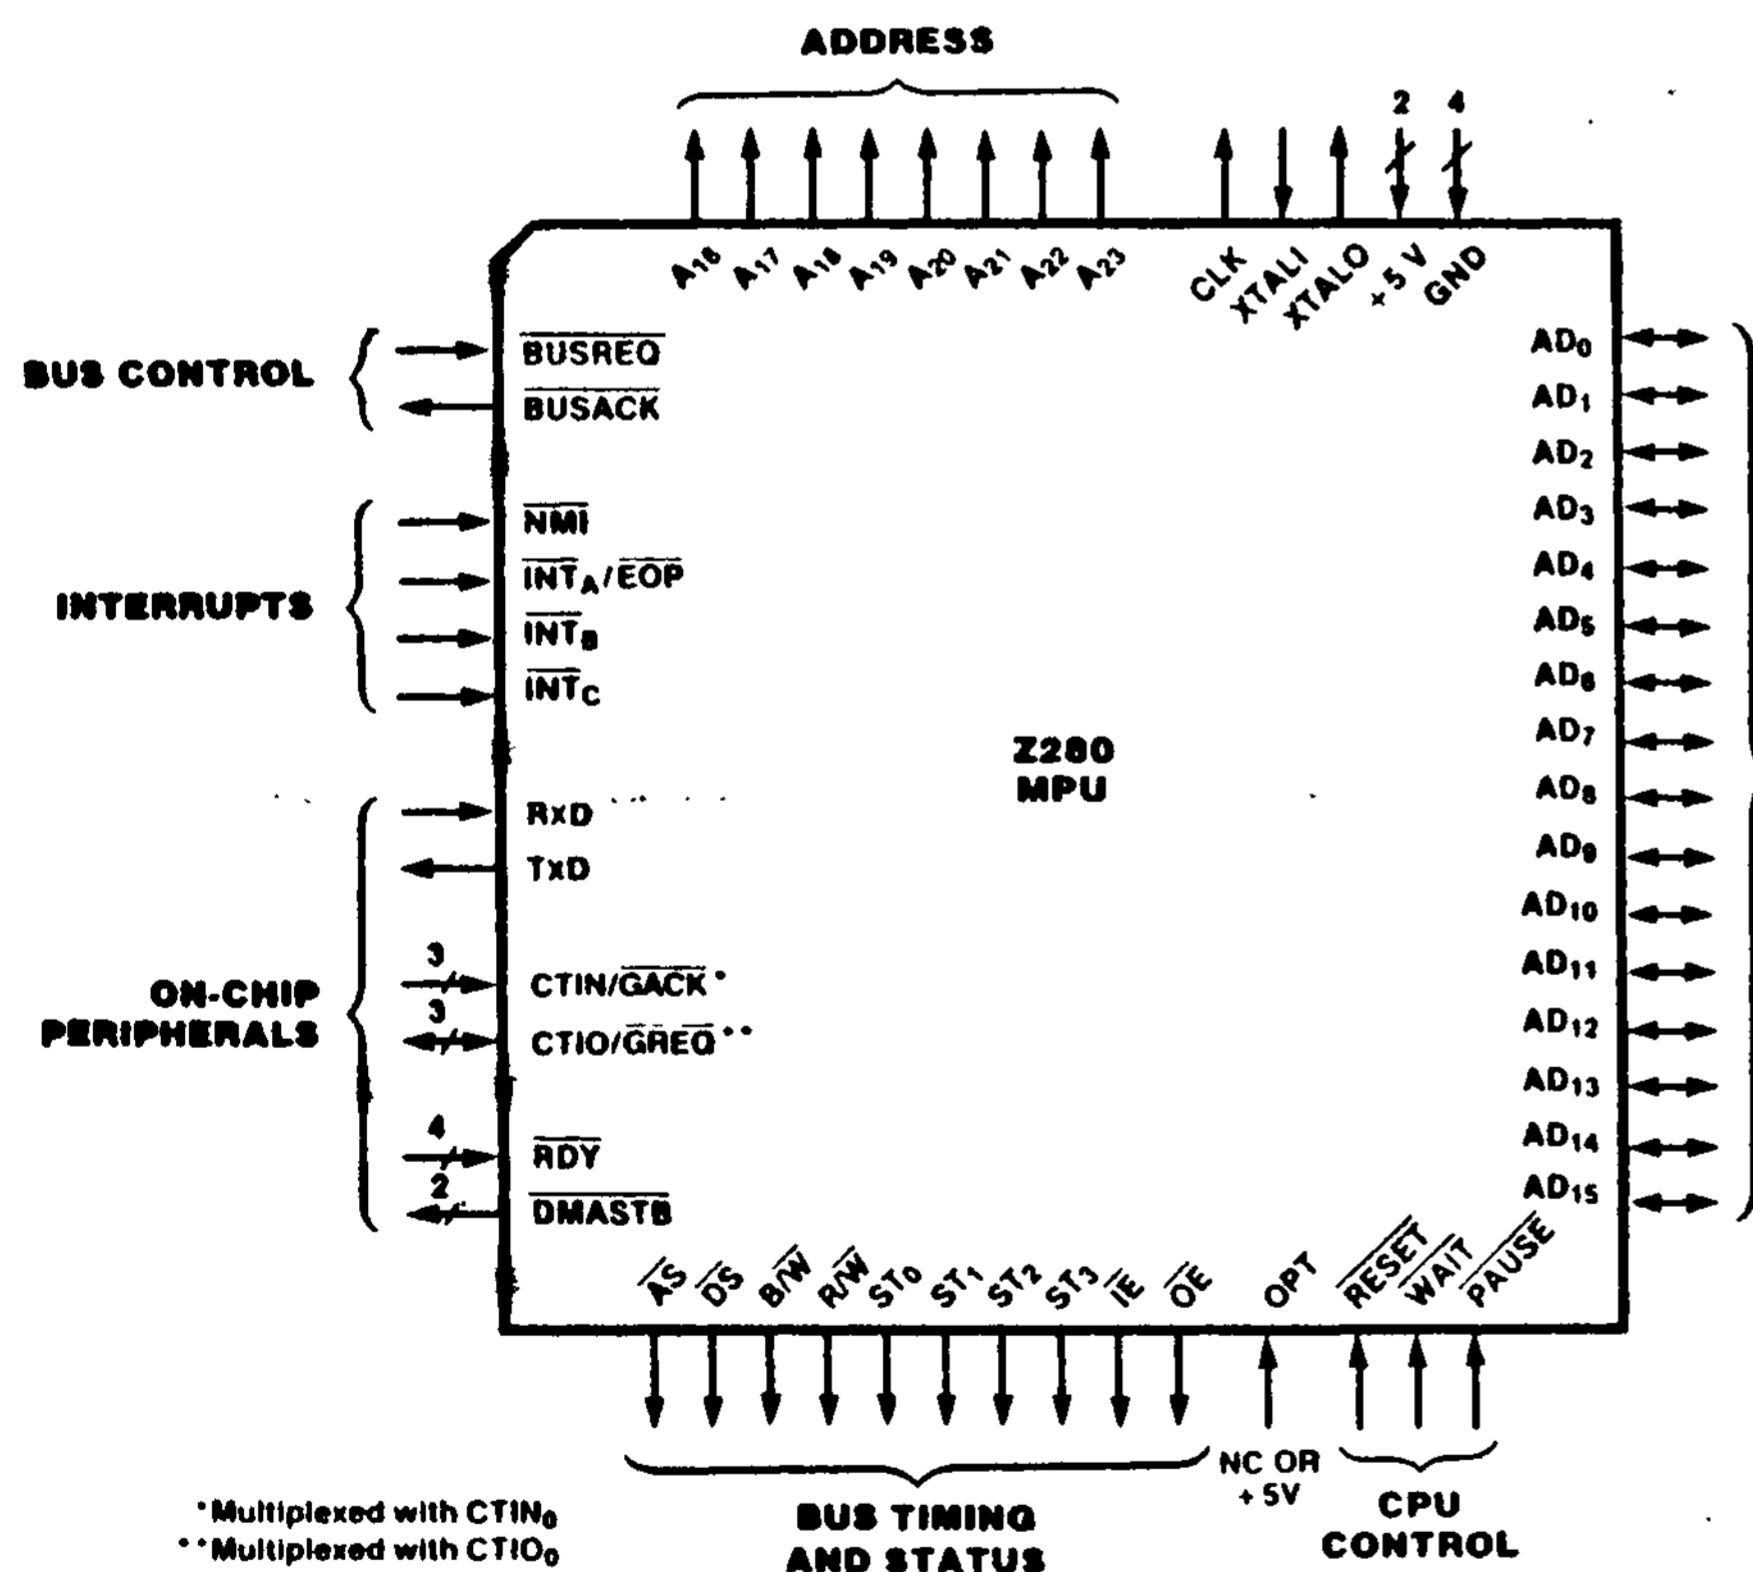 ADDRESS
2 4
A16 A17 A18 A19 A20 A21 A22 A23 CLK XTALI XTALO +5 V GND
BUS CONTROL
BUSREQ
BUSACK
INTERRUPTS
NMI
INTA/EOP
INTB
INTC
ON-CHIP
PERIPHERALS
RxD
TxD
3
CTIN/GACK*
3
CTIO/GREQ**
4
RDY
2
DMASTB
Z280
MPU
AD0
AD1
AD2
AD3
AD4
AD5
AD6
AD7
AD8
AD9
AD10
AD11
AD12
AD13
AD14
AD15
AS DS B/W R/W ST0 ST1 ST2 ST3 IE OE OPT RESET WAIT PAUSE
BUS TIMING
AND STATUS
NC OR
+5V
CPU
CONTROL
*Multiplexed with CTIN0
**Multiplexed with CTIO0